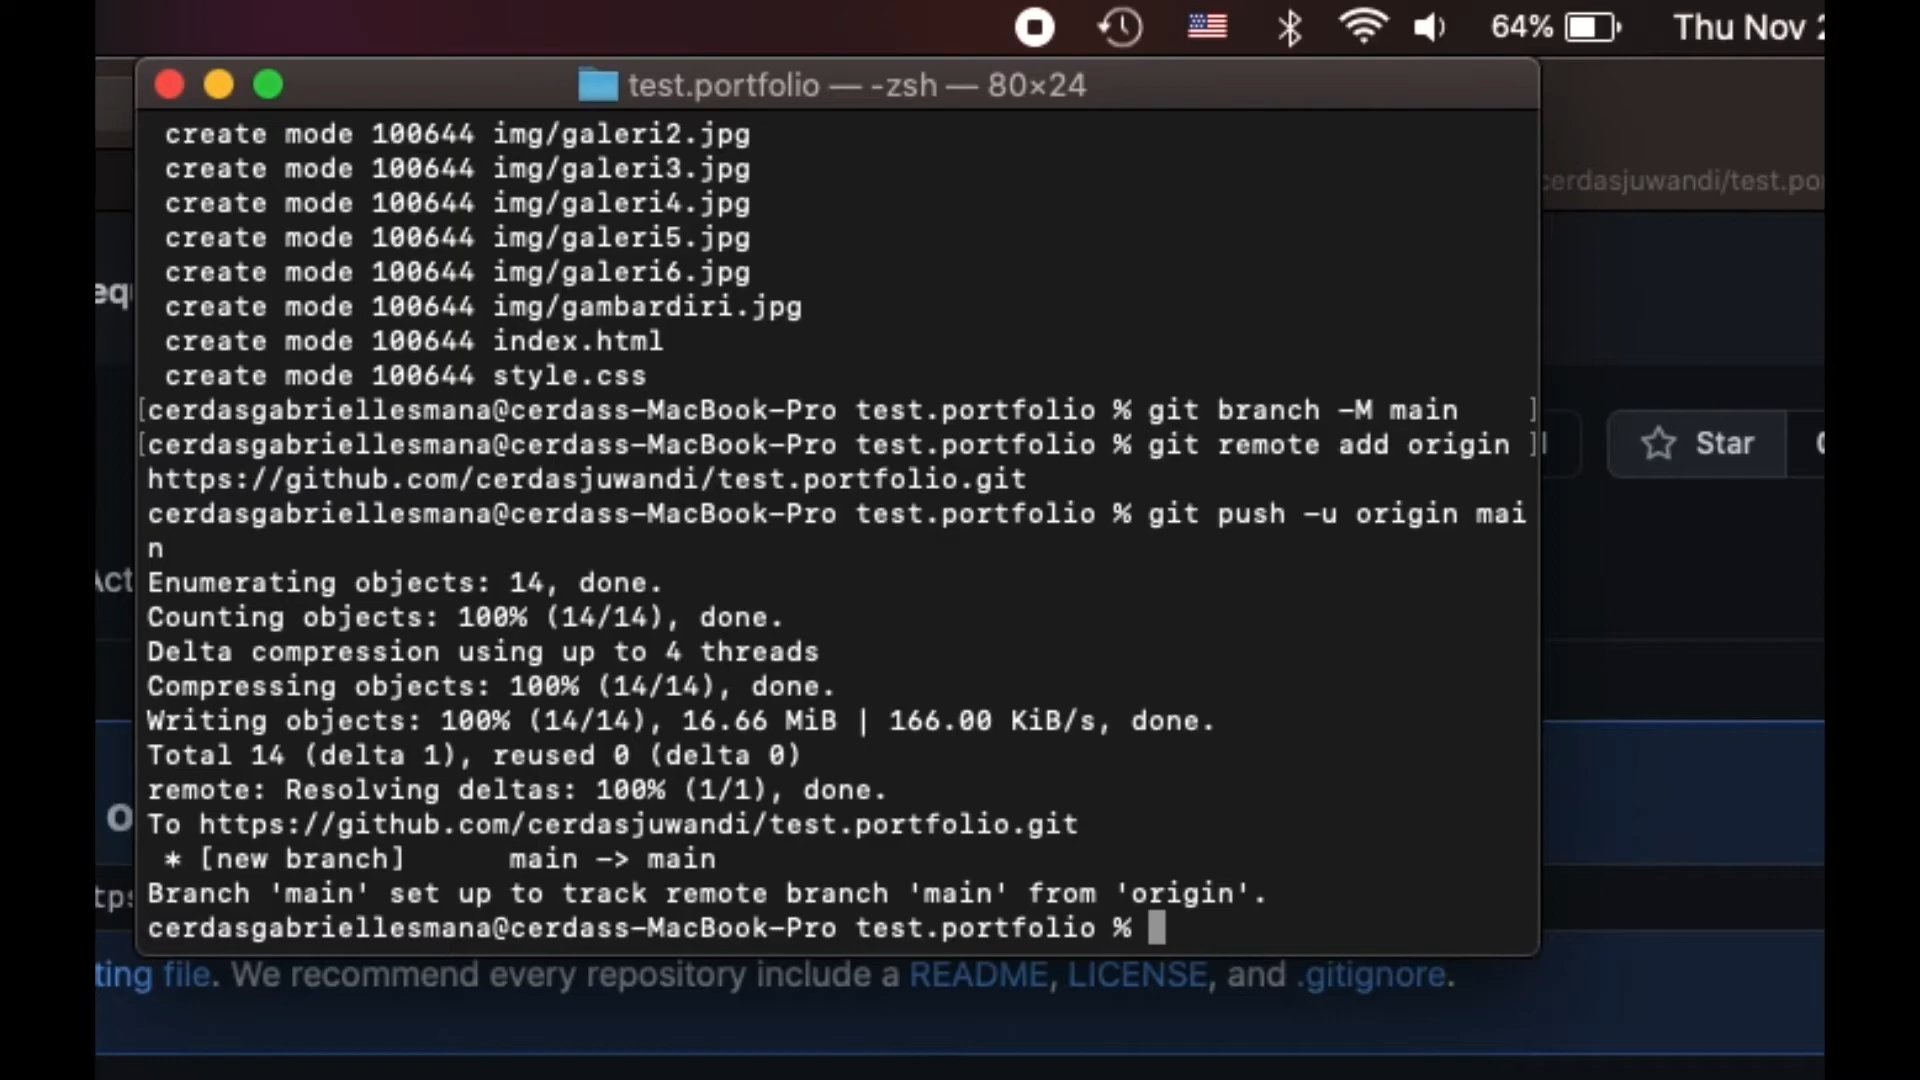 64% Thu Nov
test.portfolio — -zsh — 80×24
create mode 100644 img/galeri2.jpg
create mode 100644 img/galeri3.jpg
cerdasjuwandi/test.po
create mode 100644 img/galeri4.jpg
create mode 100644 img/galeri5.jpg
create mode 100644 img/galeri6.jpg
create mode 100644 img/gambardiri.jpg
create mode 100644 index.html
create mode 100644 style.css
[cerdasgabriellesmana@cerdass-MacBook-Pro test.portfolio % git branch -M main ]
[cerdasgabriellesmana@cerdass-MacBook-Pro test.portfolio % git remote add origin ]
Star
https://github.com/cerdasjuwandi/test.portfolio.git
cerdasgabriellesmana@cerdass-MacBook-Pro test.portfolio % git push -u origin mai
n
Enumerating objects: 14, done.
Counting objects: 100% (14/14), done.
Delta compression using up to 4 threads
Compressing objects: 100% (14/14), done.
Writing objects: 100% (14/14), 16.66 MiB | 166.00 KiB/s, done.
Total 14 (delta 1), reused 0 (delta 0)
remote: Resolving deltas: 100% (1/1), done.
To https://github.com/cerdasjuwandi/test.portfolio.git
* [new branch] main -> main
Branch 'main' set up to track remote branch 'main' from 'origin'.
cerdasgabriellesmana@cerdass-MacBook-Pro test.portfolio %
ting file. We recommend every repository include a README, LICENSE, and .gitignore.